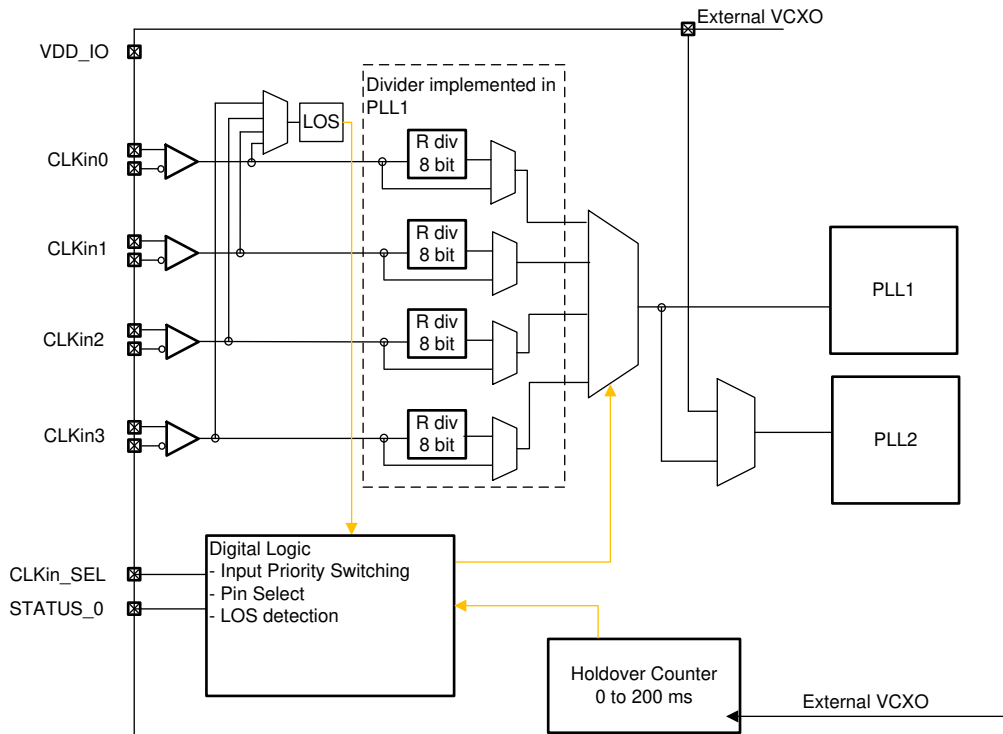 External VCXO
VDD_IO
Divider implemented in
PLL1
LOS
CLKin0
R div
8 bit
CLKin1
R div
8 bit
PLL1
CLKin2
R div
8 bit
CLKin3
R div
8 bit
PLL2
Digital Logic
- Input Priority Switching
- Pin Select
- LOS detection
CLKin_SEL
STATUS_0
Holdover Counter
0 to 200 ms
External VCXO